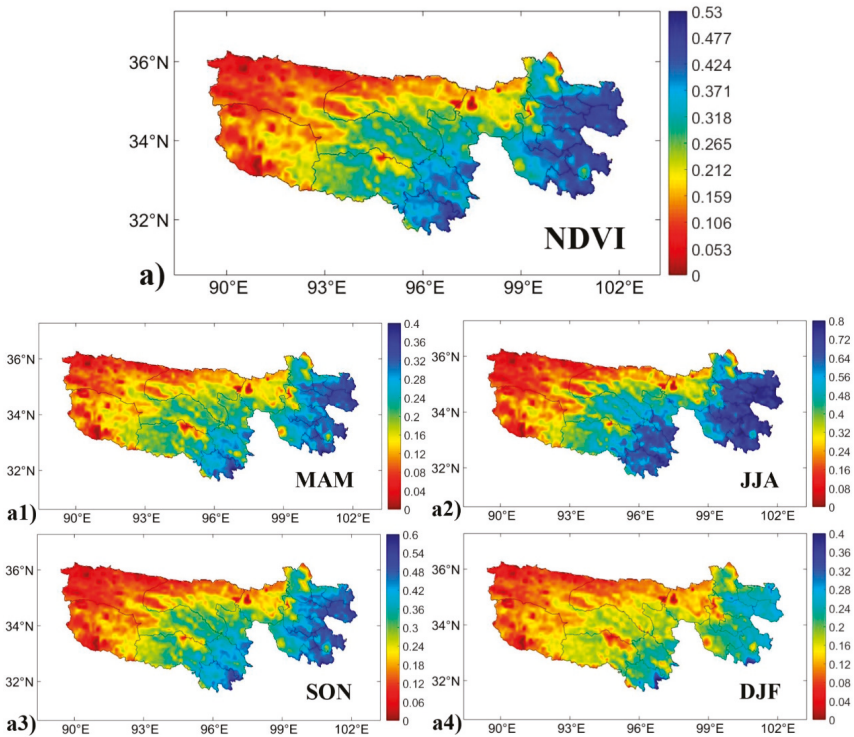 0.53
0.477
0.424
0.371
0.318
0.265
0.212
0.159
0.106
0.053
0
36°N
34°N
32°N
NDVI
a)
90°E 93°E 96°E 99°E 102°E
0.4
0.36
0.32
0.28
0.24
0.2
0.16
0.12
0.08
0.04
0
36°N
34°N
32°N
MAM
a1)
90°E 93°E 96°E 99°E 102°E
0.8
0.72
0.64
0.56
0.48
0.4
0.32
0.24
0.16
0.08
0
36°N
34°N
32°N
JJA
a2)
90°E 93°E 96°E 99°E 102°E
0.6
0.54
0.48
0.42
0.36
0.3
0.24
0.18
0.12
0.06
0
36°N
34°N
32°N
SON
a3)
90°E 93°E 96°E 99°E 102°E
0.4
0.36
0.32
0.28
0.24
0.2
0.16
0.12
0.08
0.04
0
36°N
34°N
32°N
DJF
a4)
90°E 93°E 96°E 99°E 102°E